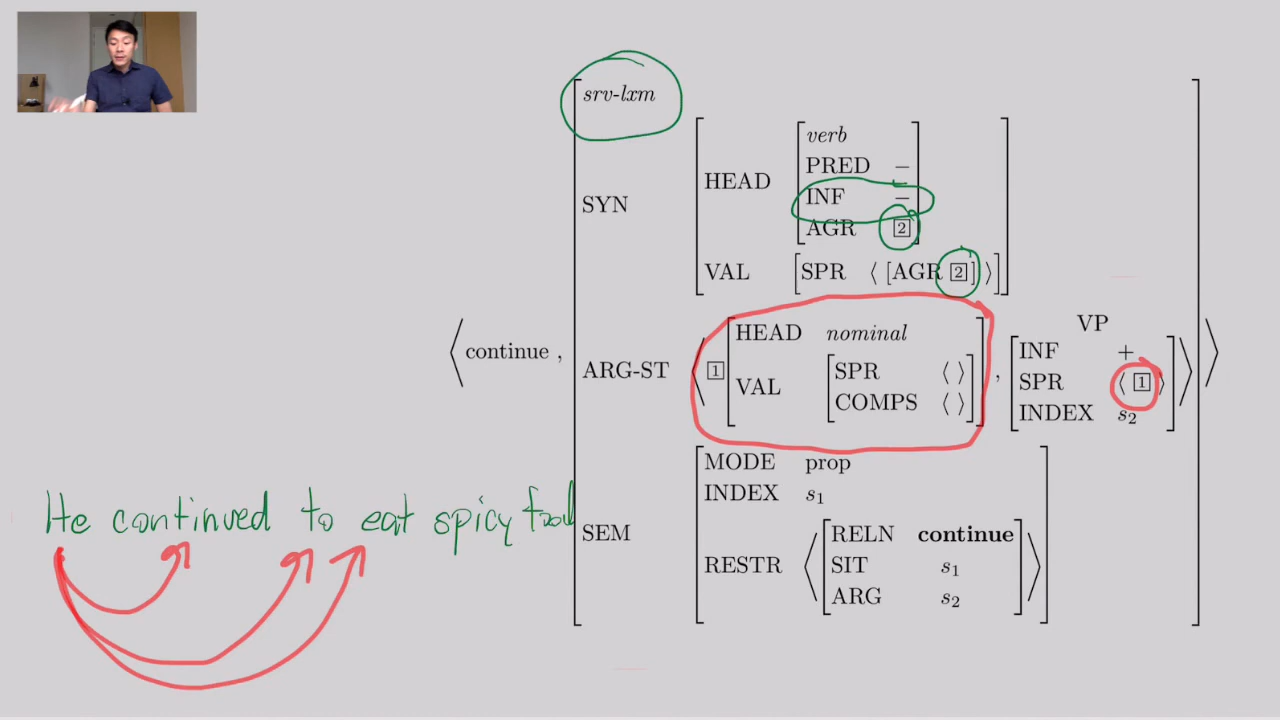 srv-lxm
verb
PRED −
HEAD
INF −
SYN
AGR 2
VAL [SPR ⟨ [AGR 2] ⟩]
VP
HEAD nominal
INF +
⟨ continue ,
ARG-ST ⟨ 1
SPR ⟨ ⟩
, SPR ⟨ 1 ⟩
VAL
COMPS ⟨ ⟩
INDEX s2
MODE prop
INDEX s1
He continued to eat spicy food
SEM
RELN continue
RESTR
SIT s1
ARG s2